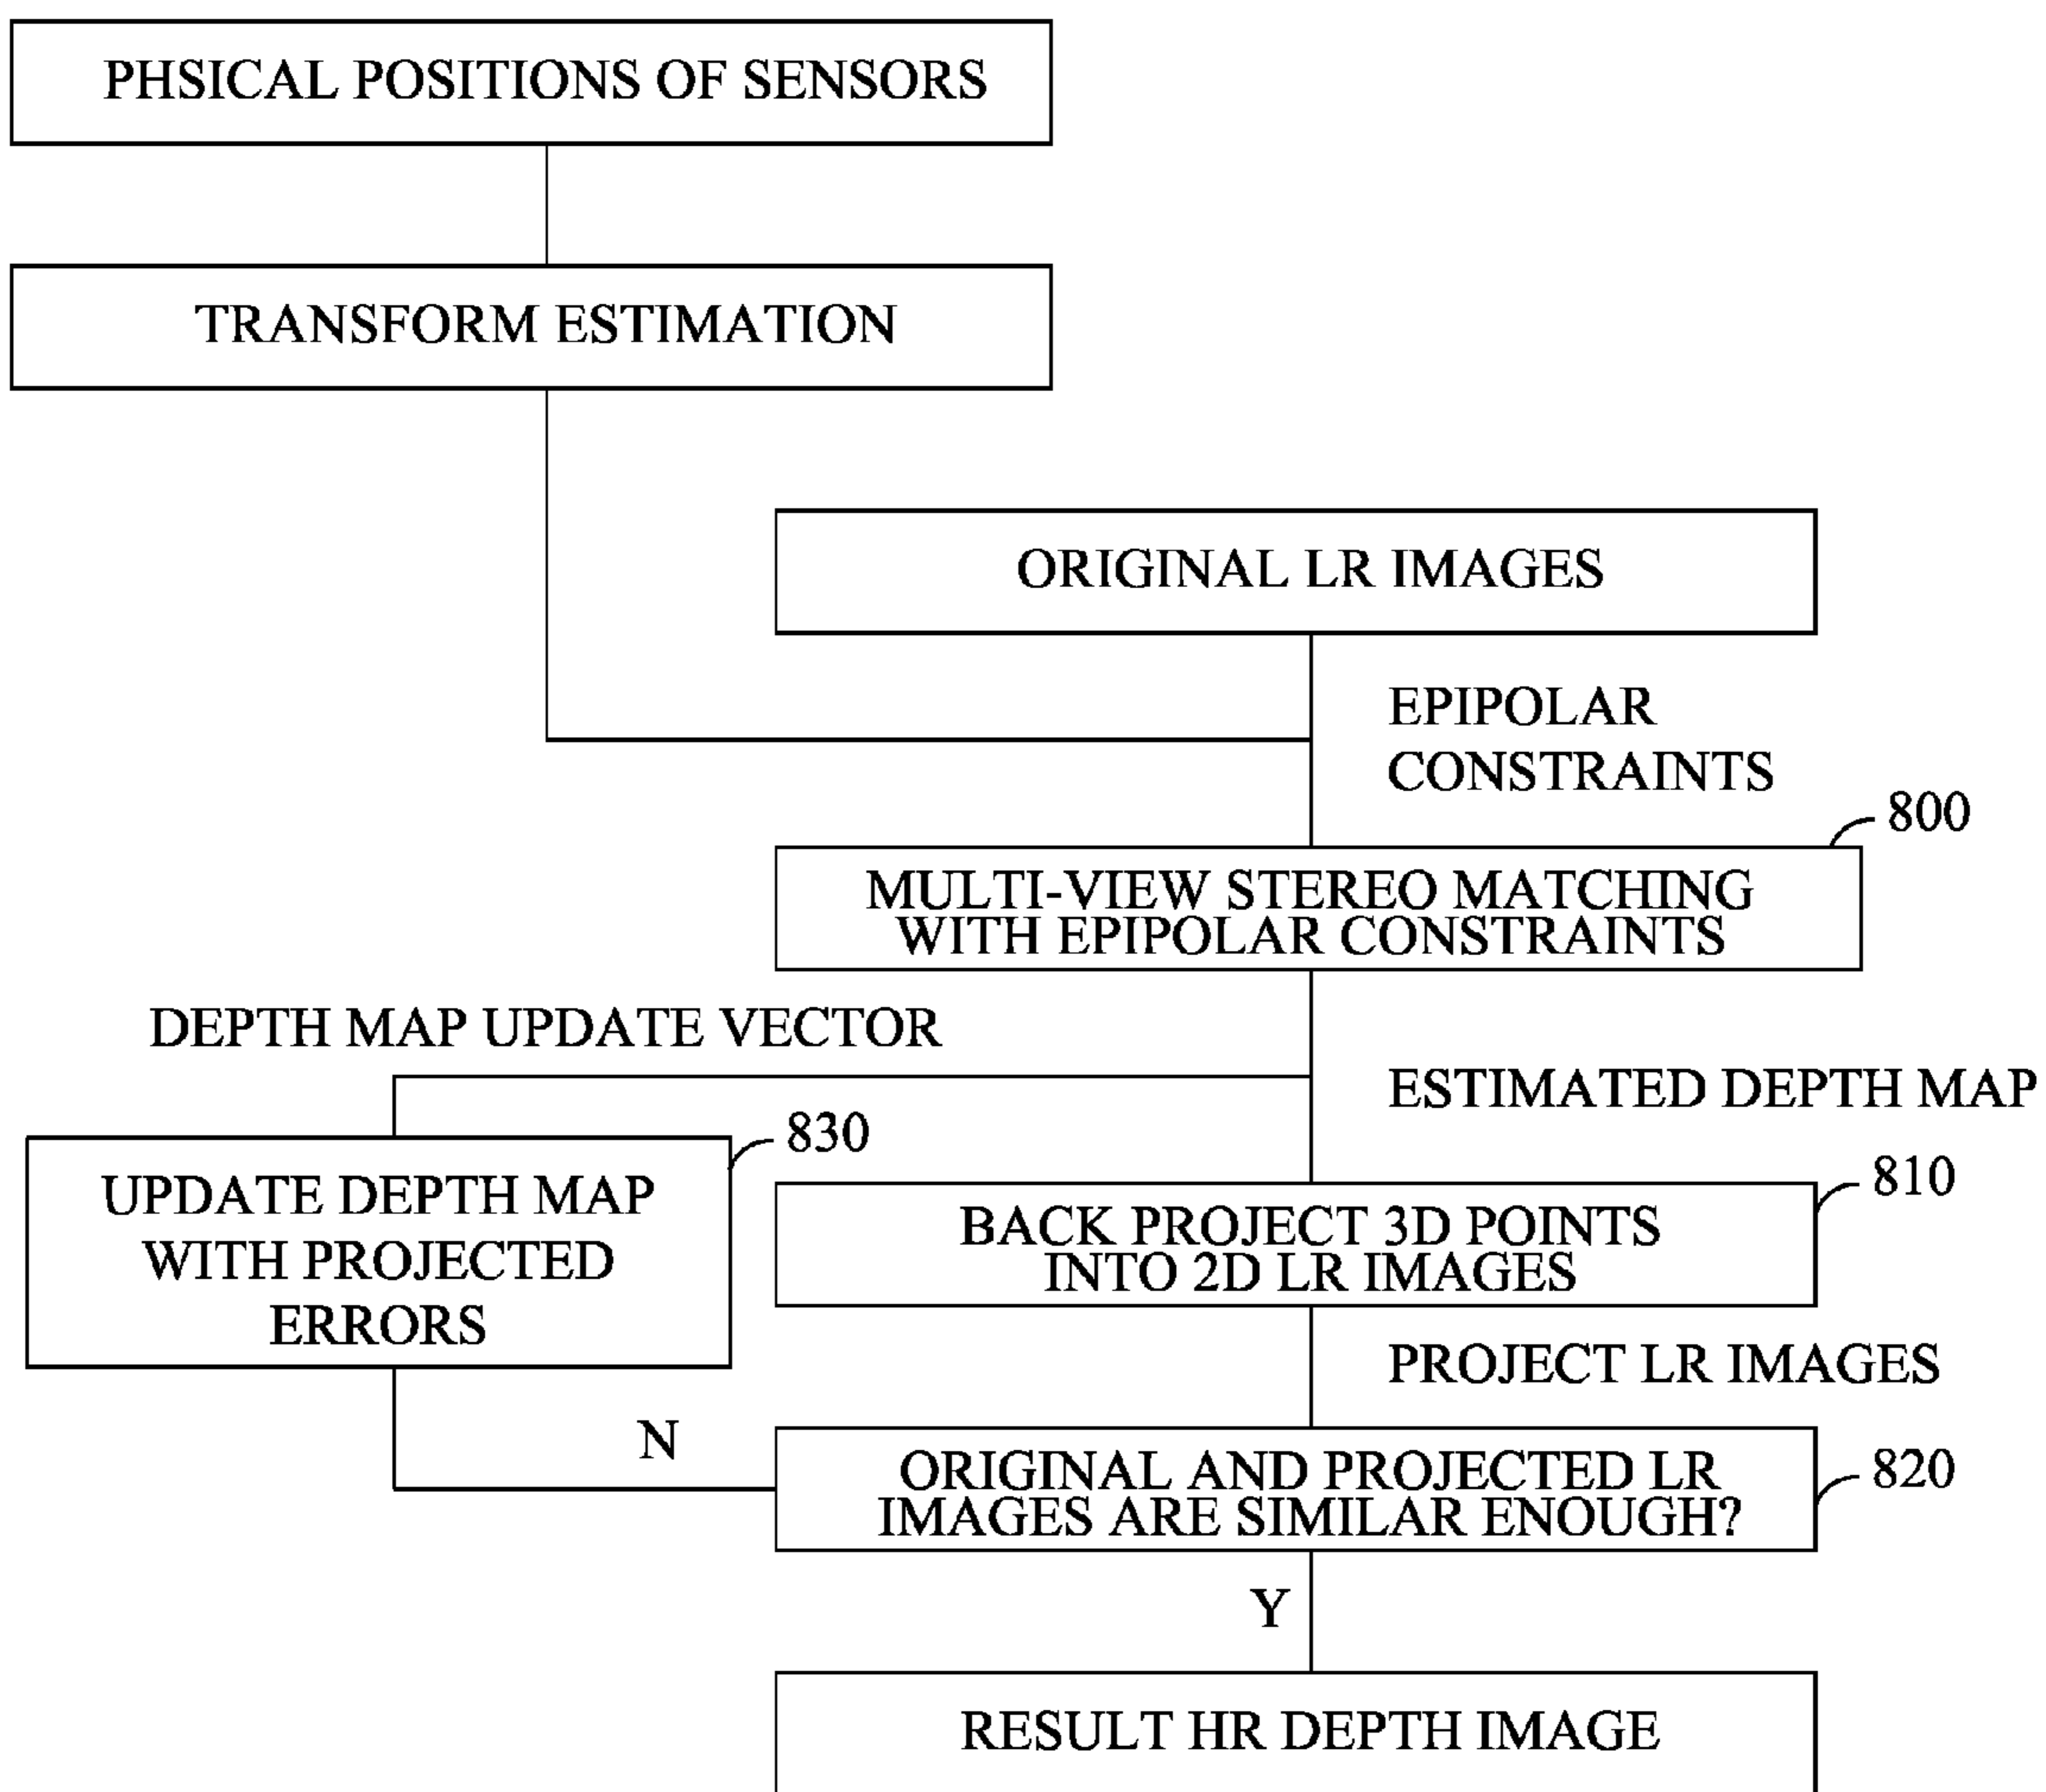 PHSICAL POSITIONS OF SENSORS
TRANSFORM ESTIMATION
ORIGINAL LR IMAGES
EPIPOLAR
CONSTRAINTS
800
MULTI-VIEW STEREO MATCHING
WITH EPIPOLAR CONSTRAINTS
DEPTH MAP UPDATE VECTOR
ESTIMATED DEPTH MAP
830
UPDATE DEPTH MAP
WITH PROJECTED
ERRORS
810
BACK PROJECT 3D POINTS
INTO 2D LR IMAGES
PROJECT LR IMAGES
N
820
ORIGINAL AND PROJECTED LR
IMAGES ARE SIMILAR ENOUGH?
Y
RESULT HR DEPTH IMAGE